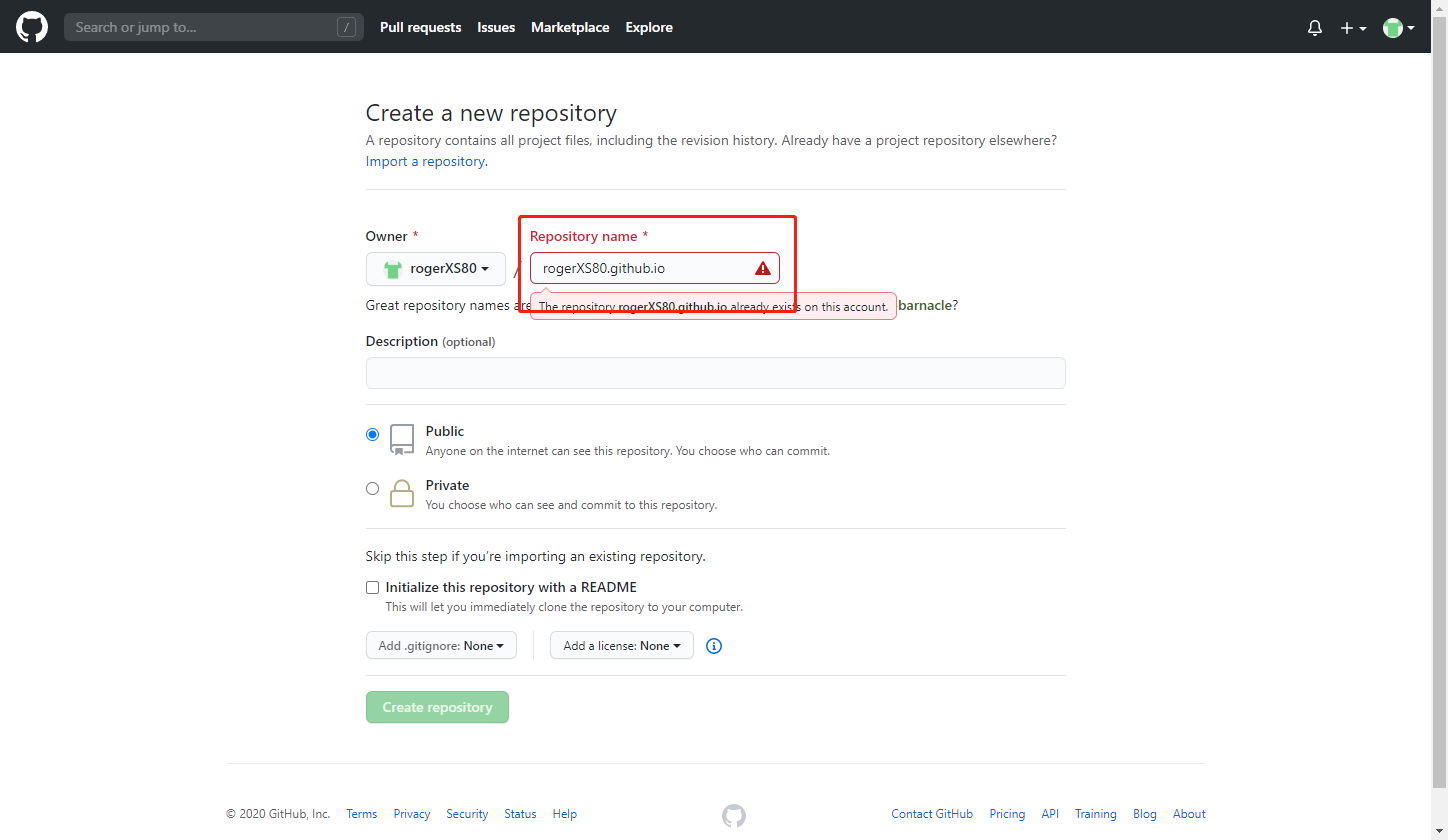 Search or jump to... / Pull requests Issues Marketplace Explore
Create a new repository
A repository contains all project files, including the revision history. Already have a project repository elsewhere?
Import a repository.
Owner * Repository name *
rogerXS80 / rogerXS80.github.io
Great repository names are barnacle?
The repository rogerXS80.github.io already exists on this account.
Description (optional)
Public
Anyone on the internet can see this repository. You choose who can commit.
Private
You choose who can see and commit to this repository.
Skip this step if you're importing an existing repository.
Initialize this repository with a README
This will let you immediately clone the repository to your computer.
Add .gitignore: None Add a license: None
Create repository
© 2020 GitHub, Inc. Terms Privacy Security Status Help Contact GitHub Pricing API Training Blog About